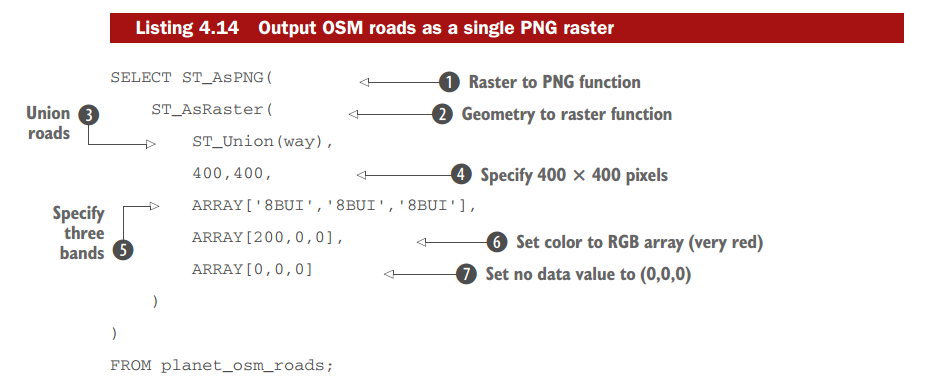 Listing 4.14 Output OSM roads as a single PNG raster
SELECT ST_AsPNG(
1 Raster to PNG function
ST_AsRaster(
2 Geometry to raster function
Union
roads
3
ST_Union(way),
400,400,
4 Specify 400 × 400 pixels
Specify
three
bands
5
ARRAY['8BUI','8BUI','8BUI'],
ARRAY[200,0,0],
6 Set color to RGB array (very red)
ARRAY[0,0,0]
7 Set no data value to (0,0,0)
)
)
FROM planet_osm_roads;